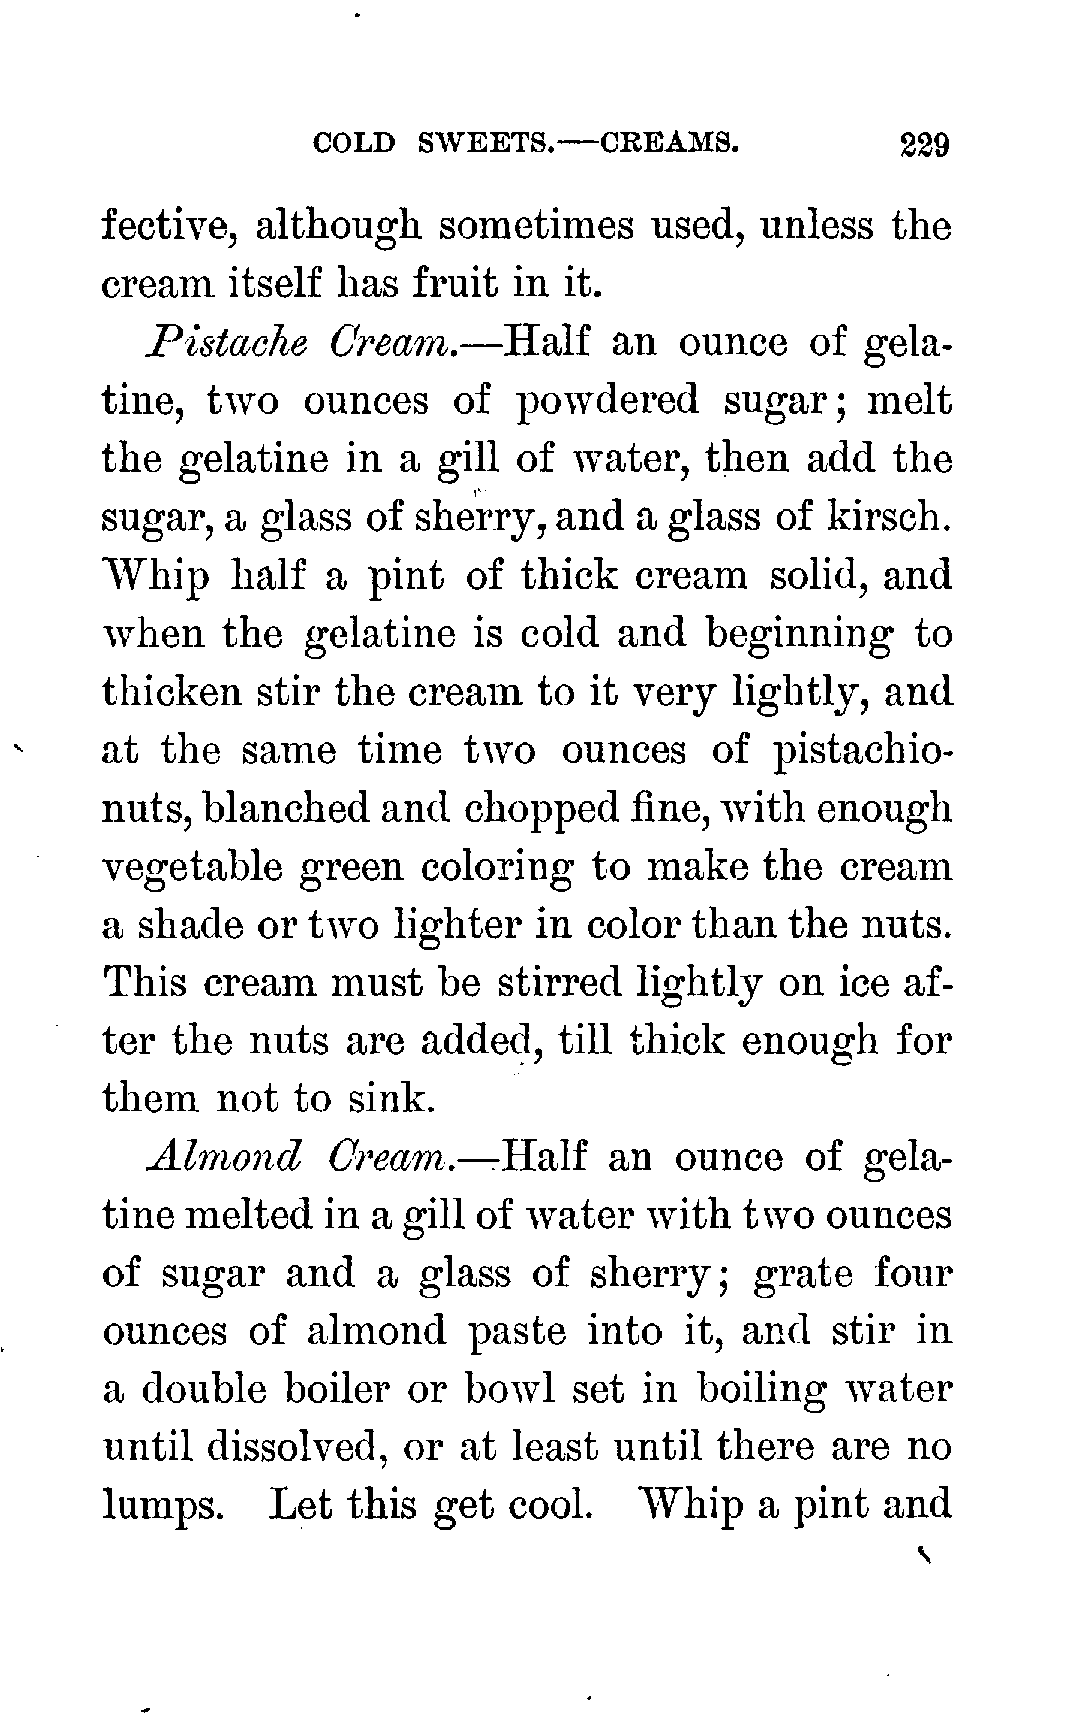 COLD SWEETS.—CREAMS. 229
fective, although sometimes used, unless the
cream itself has fruit in it.
Pistache Cream.—Half an ounce of gela-
tine, two ounces of powdered sugar; melt
the gelatine in a gill of water, then add the
sugar, a glass of sherry, and a glass of kirsch.
Whip half a pint of thick cream solid, and
when the gelatine is cold and beginning to
thicken stir the cream to it very lightly, and
at the same time two ounces of pistachio-
nuts, blanched and chopped fine, with enough
vegetable green coloring to make the cream
a shade or two lighter in color than the nuts.
This cream must be stirred lightly on ice af-
ter the nuts are added, till thick enough for
them not to sink.
Almond Cream.—Half an ounce of gela-
tine melted in a gill of water with two ounces
of sugar and a glass of sherry; grate four
ounces of almond paste into it, and stir in
a double boiler or bowl set in boiling water
until dissolved, or at least until there are no
lumps. Let this get cool. Whip a pint and